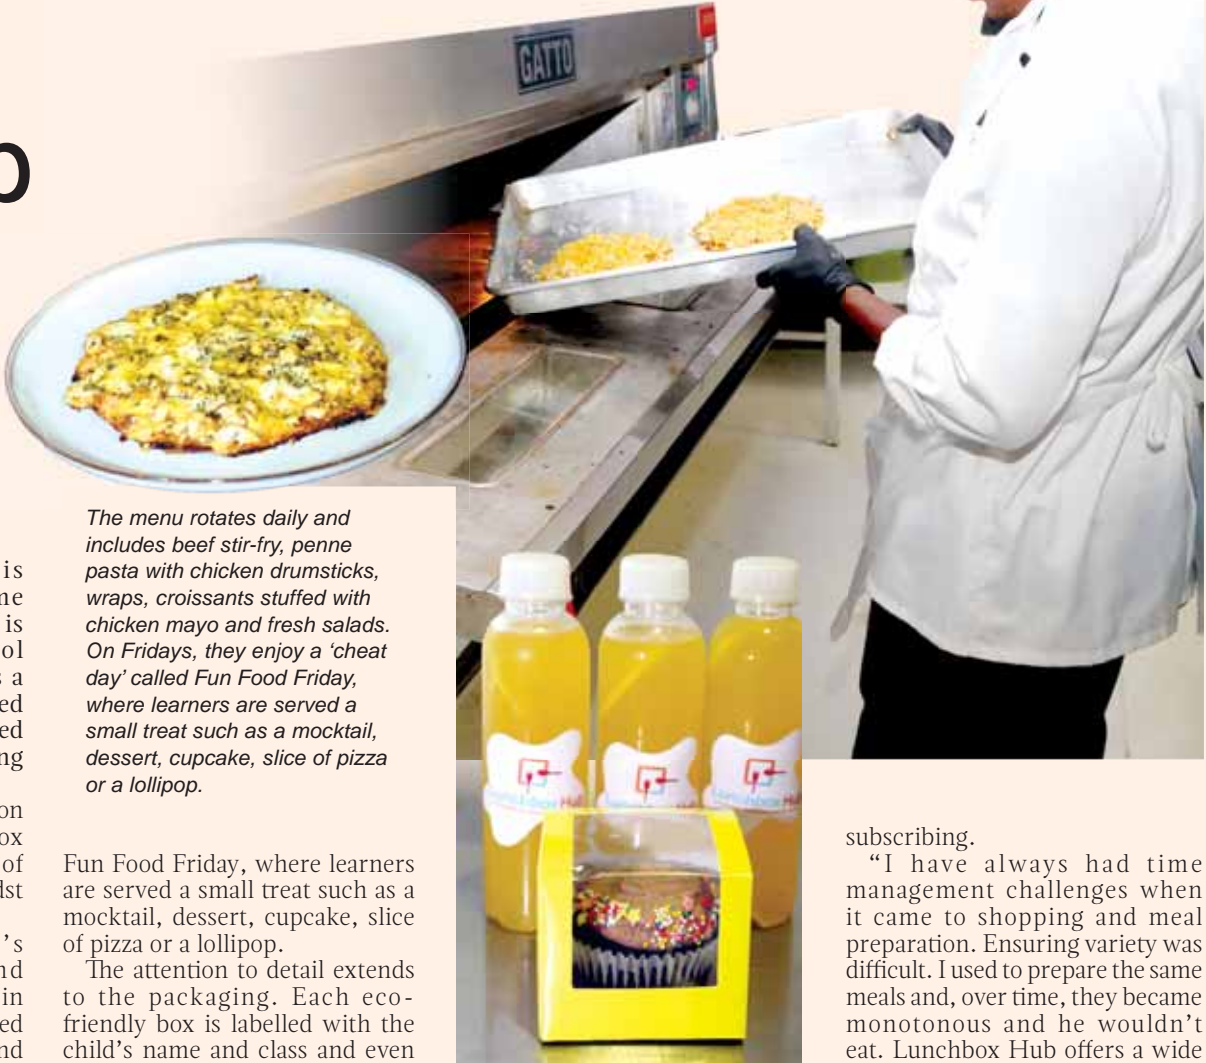 p
GATTO
The menu rotates daily and
includes beef stir-fry, penne
pasta with chicken drumsticks,
wraps, croissants stuffed with
chicken mayo and fresh salads.
On Fridays, they enjoy a ‘cheat
day’ called Fun Food Friday,
where learners are served a
small treat such as a mocktail,
dessert, cupcake, slice of pizza
or a lollipop.
is
ne
is
ol
s a
ed
ed
ng
on
ox
of
dst
’s
nd
in
ed
nd
Fun Food Friday, where learners
are served a small treat such as a
mocktail, dessert, cupcake, slice
of pizza or a lollipop.
The attention to detail extends
to the packaging. Each eco-
friendly box is labelled with the
child’s name and class and even
Lunchbox Hub
subscribing.
“I have always had time
management challenges when
it came to shopping and meal
preparation. Ensuring variety was
difficult. I used to prepare the same
meals and, over time, they became
monotonous and he wouldn’t
eat. Lunchbox Hub offers a wide